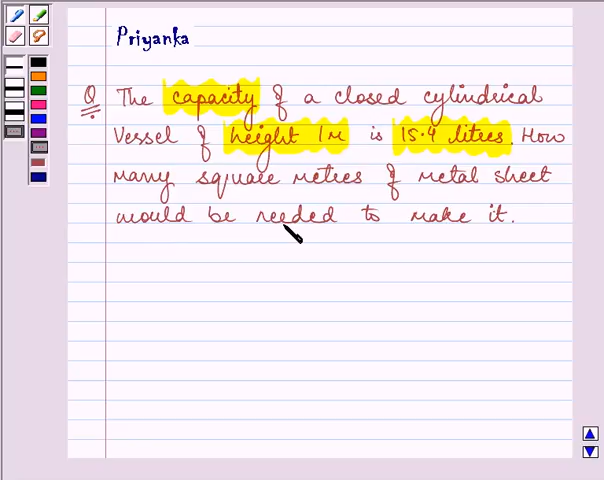 Priyanka
Q The capacity of a closed cylindrical
Vessel of height 1m is 15.4 litres. How
many square metres of metal sheet
would be needed to make it.